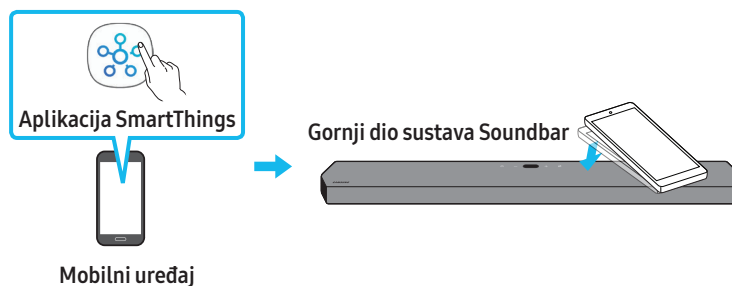 Aplikacija SmartThings
Gornji dio sustava Soundbar
Mobilni uređaj